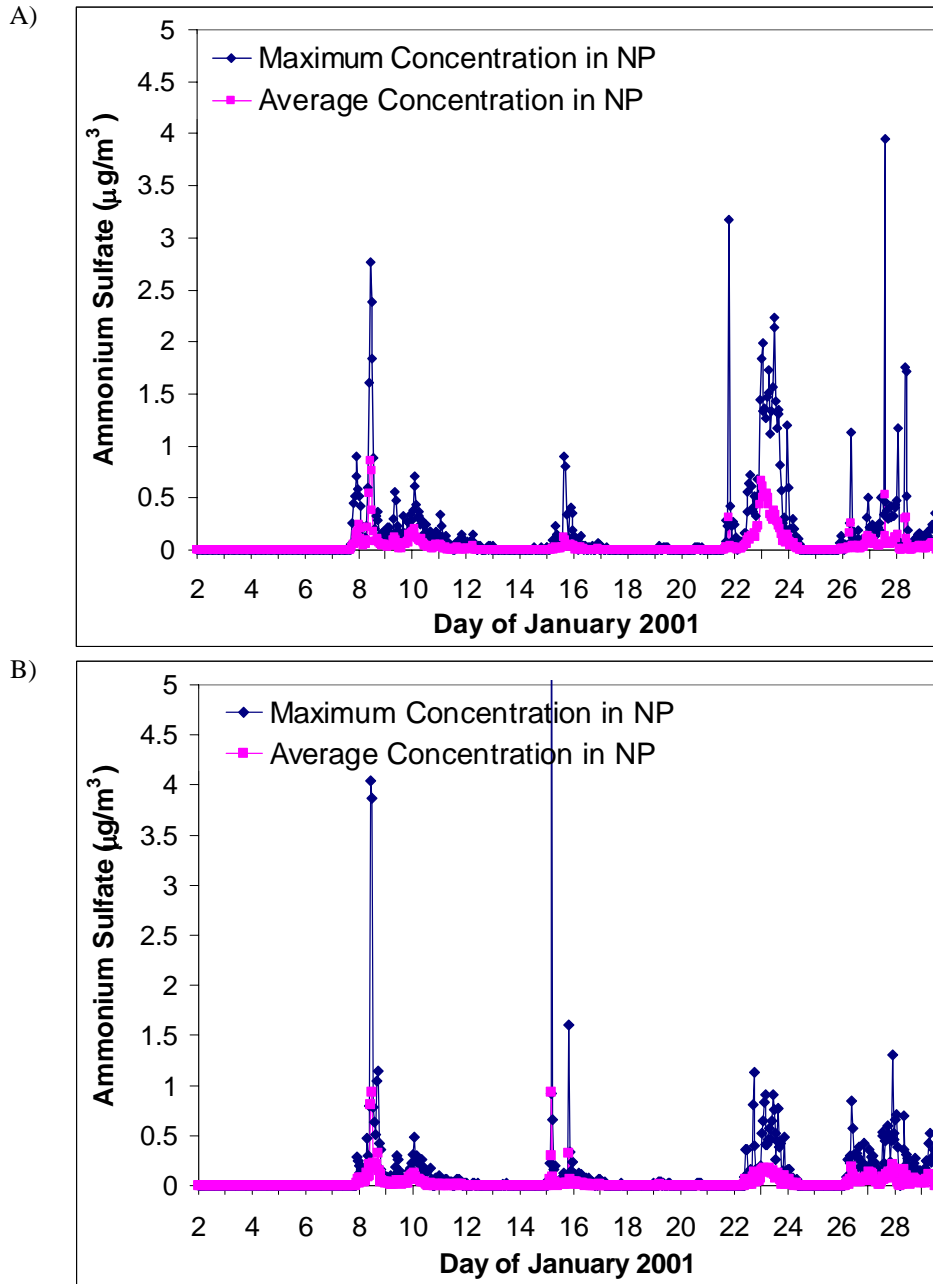 A)
Maximum Concentration in NP
Average Concentration in NP
Ammonium Sulfate (μg/m³)
5
4.5
4
3.5
3
2.5
2
1.5
1
0.5
0
2 4 6 8 10 12 14 16 18 20 22 24 26 28
Day of January 2001
B)
Maximum Concentration in NP
Average Concentration in NP
Ammonium Sulfate (μg/m³)
5
4.5
4
3.5
3
2.5
2
1.5
1
0.5
0
2 4 6 8 10 12 14 16 18 20 22 24 26 28
Day of January 2001